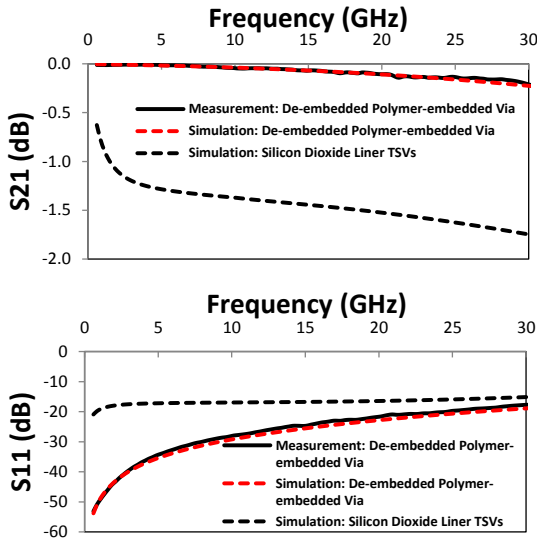 Frequency (GHz)
0 5 10 15 20 25 30
0.0
-0.5
-1.0
-1.5
-2.0
S21 (dB)
Measurement: De-embedded Polymer-embedded Via
Simulation: De-embedded Polymer-embedded Via
Simulation: Silicon Dioxide Liner TSVs
Frequency (GHz)
0 5 10 15 20 25 30
0
-10
-20
-30
-40
-50
-60
S11 (dB)
Measurement: De-embedded Polymer-
embedded Via
Simulation: De-embedded Polymer-
embedded Via
Simulation: Silicon Dioxide Liner TSVs